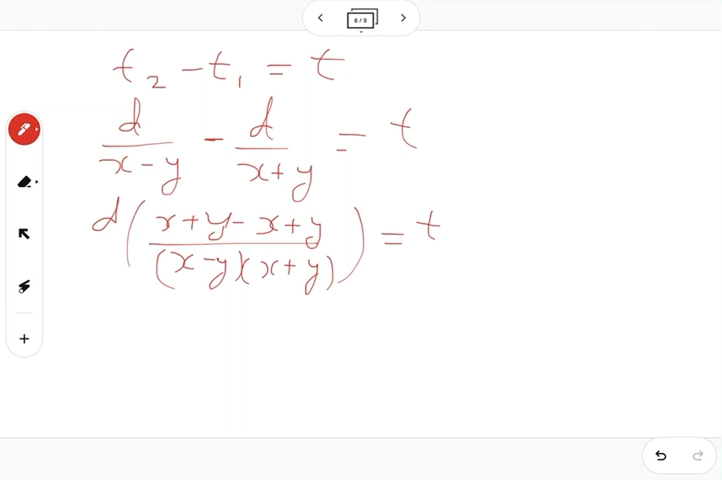 8/8
t₂ - t₁ = t
d/(x - y) - d/(x + y) = t
d((x + y - x + y)/((x - y)(x + y))) = t